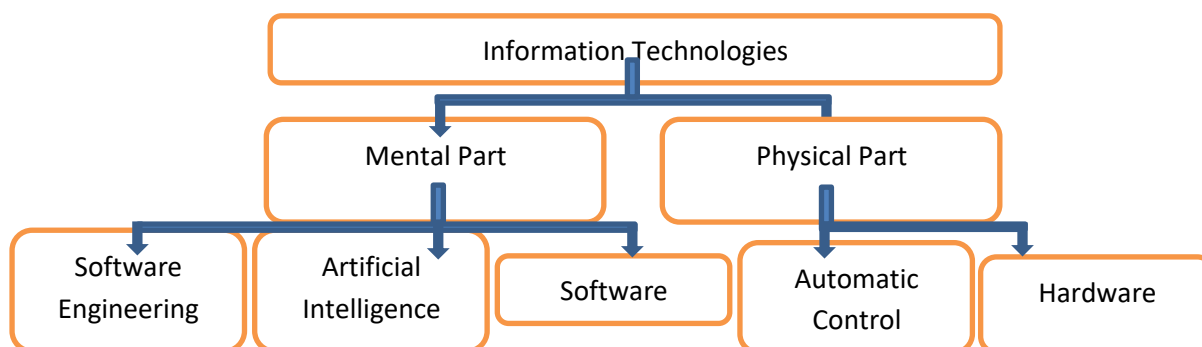 Information Technologies
Mental Part
Physical Part
Software
Engineering
Artificial
Intelligence
Software
Automatic
Control
Hardware